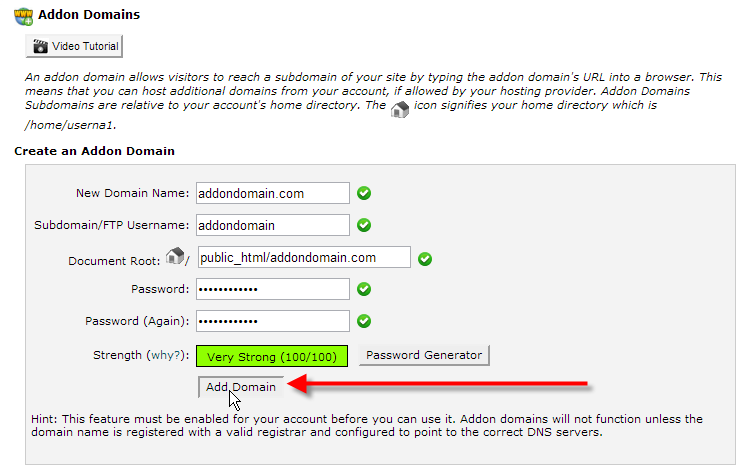 Addon Domains
Video Tutorial
An addon domain allows visitors to reach a subdomain of your site by typing the addon domain's URL into a browser. This
means that you can host additional domains from your account, if allowed by your hosting provider. Addon Domains
Subdomains are relative to your account's home directory. The icon signifies your home directory which is
/home/userna1.
Create an Addon Domain
New Domain Name: addondomain.com
Subdomain/FTP Username: addondomain
Document Root: / public_html/addondomain.com
Password: ••••••••••••
Password (Again): ••••••••••••
Strength (why?): Very Strong (100/100) Password Generator
Add Domain
Hint: This feature must be enabled for your account before you can use it. Addon domains will not function unless the
domain name is registered with a valid registrar and configured to point to the correct DNS servers.